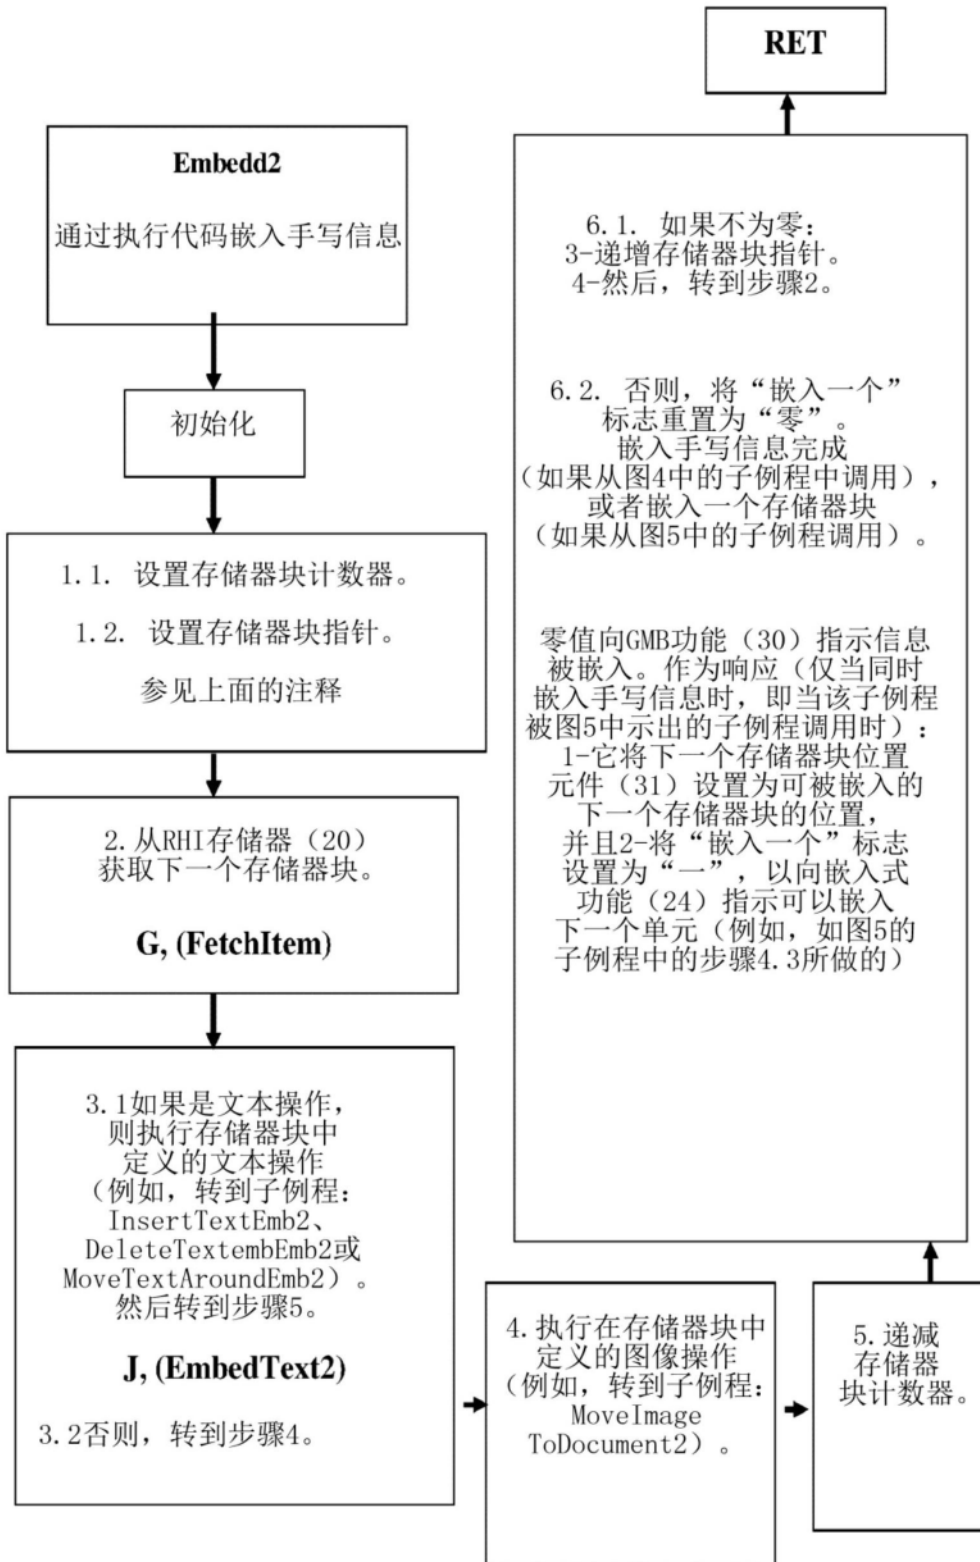 Embedd2
通过执行代码嵌入手写信息
初始化
1.1. 设置存储器块计数器。
1.2. 设置存储器块指针。
参见上面的注释
2.从RHI存储器（20）
获取下一个存储器块。
G, (FetchItem)
3.1如果是文本操作，
则执行存储器块中
定义的文本操作
（例如，转到子例程：
InsertTextEmb2、
DeleteTextembEmb2或
MoveTextAroundEmb2）。
然后转到步骤5。
J, (EmbedText2)
3.2否则，转到步骤4。
4.执行在存储器块中
定义的图像操作
（例如，转到子例程：
MoveImage
ToDocument2）。
5.递减
存储器
块计数器。
6.1. 如果不为零：
3-递增存储器块指针。
4-然后，转到步骤2。
6.2. 否则，将“嵌入一个”
标志重置为“零”。
嵌入手写信息完成
（如果从图4中的子例程中调用），
或者嵌入一个存储器块
（如果从图5中的子例程调用）。
零值向GMB功能（30）指示信息
被嵌入。作为响应（仅当同时
嵌入手写信息时，即当该子例程
被图5中示出的子例程调用时）：
1-它将下一个存储器块位置
元件（31）设置为可被嵌入的
下一个存储器块的位置，
并且2-将“嵌入一个”标志
设置为“一”，以向嵌入式
功能（24）指示可以嵌入
下一个单元（例如，如图5的
子例程中的步骤4.3所做的）
RET